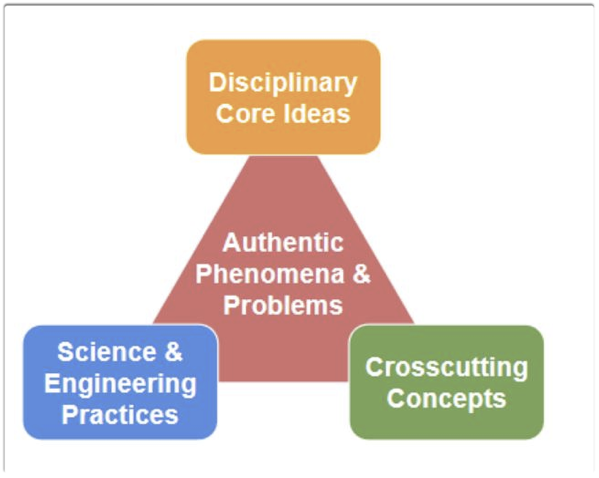 Disciplinary
Core Ideas
Authentic
Phenomena &
Problems
Science &
Engineering
Practices
Crosscutting
Concepts